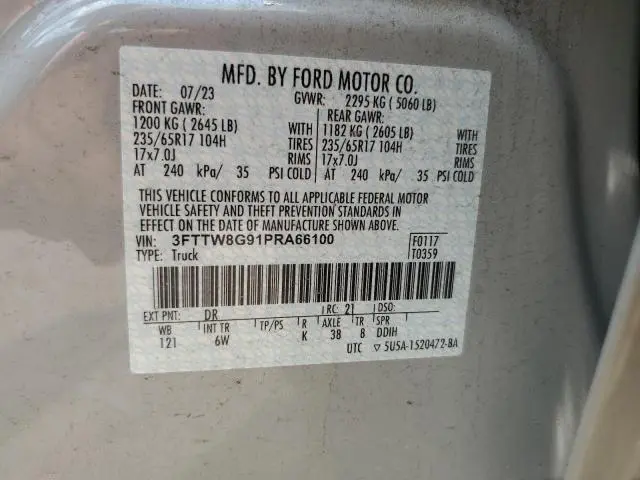 MFD. BY FORD MOTOR CO.
DATE: 07/23 GVWR: 2295 KG ( 5060 LB)
FRONT GAWR: REAR GAWR:
1200 KG ( 2645 LB) WITH 1182 KG ( 2605 LB) WITH
235/65R17 104H TIRES 235/65R17 104H TIRES
17x7.0J RIMS 17x7.0J RIMS
AT 240 kPa/ 35 PSI COLD AT 240 kPa/ 35 PSI COLD
THIS VEHICLE CONFORMS TO ALL APPLICABLE FEDERAL MOTOR
VEHICLE SAFETY AND THEFT PREVENTION STANDARDS IN
EFFECT ON THE DATE OF MANUFACTURE SHOWN ABOVE.
VIN: 3FTTW8G91PRA66100 F0117
TYPE: Truck T0359
EXT PNT: DR RC: 21 DSO:
WB INT TR TP/PS R AXLE TR SPR
121 6W K 38 8 DDIH
UTC ▽ 5U5A-1520472-BA